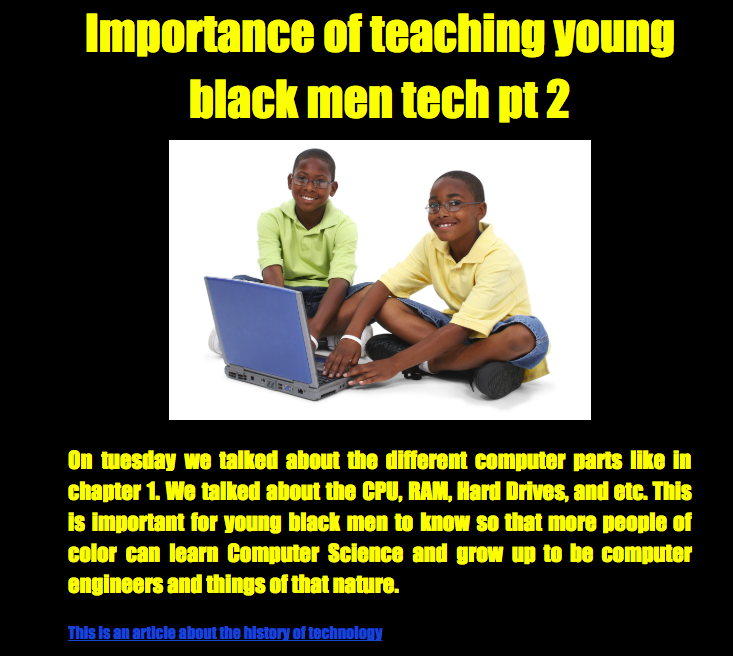 Importance of teaching young
black men tech pt 2
On tuesday we talked about the different computer parts like in
chapter 1. We talked about the CPU, RAM, Hard Drives, and etc. This
is important for young black men to know so that more people of
color can learn Computer Science and grow up to be computer
engineers and things of that nature.
This is an article about the history of technology